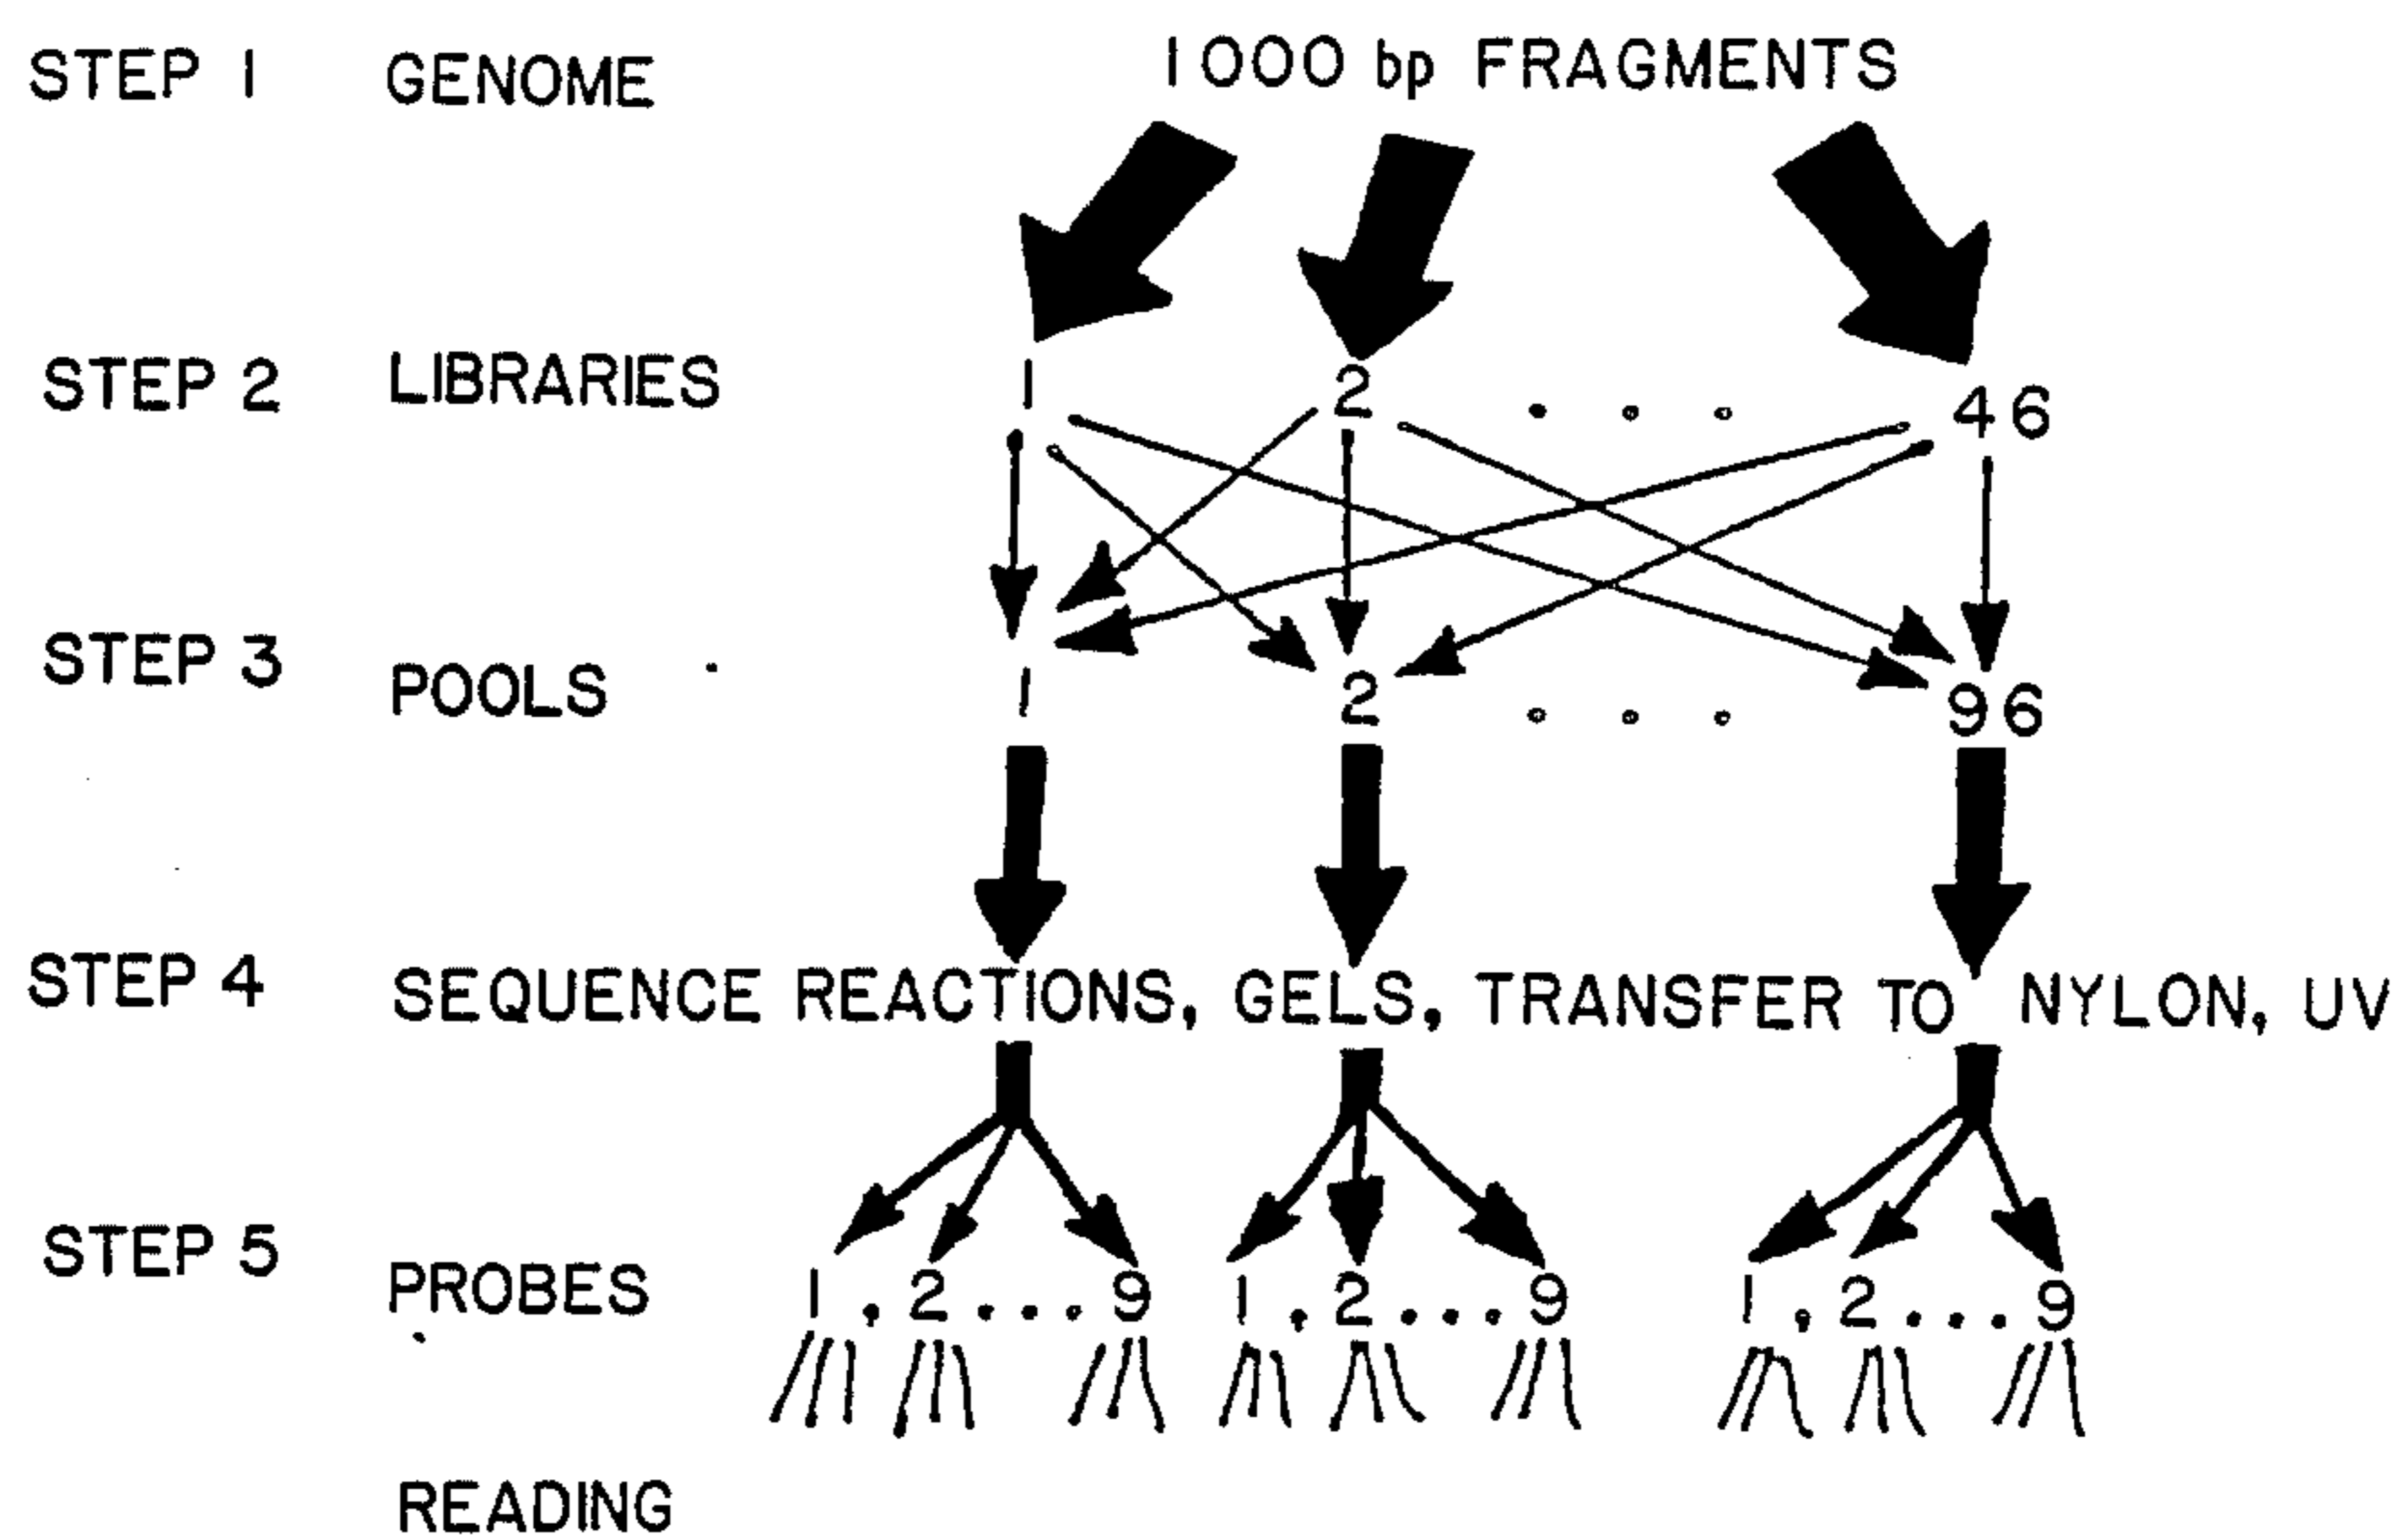 STEP 1 GENOME 1000 bp FRAGMENTS
STEP 2 LIBRARIES 1 2 . . . 46
STEP 3 POOLS 1 2 . . . 96
STEP 4 SEQUENCE REACTIONS, GELS, TRANSFER TO NYLON, UV
STEP 5 PROBES 1 . 2 . . . 9 1 . 2 . . . 9 1 . 2 . . . 9
READING